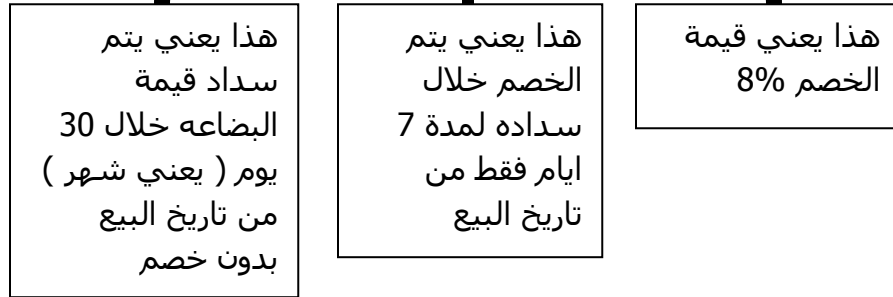 هذا يعني قيمة
الخصم 8%
هذا يعني يتم
الخصم خلال
سداده لمدة 7
ايام فقط من
تاريخ البيع
هذا يعني يتم
سداد قيمة
البضاعه خلال 30
يوم ( يعني شهر )
من تاريخ البيع
بدون خصم